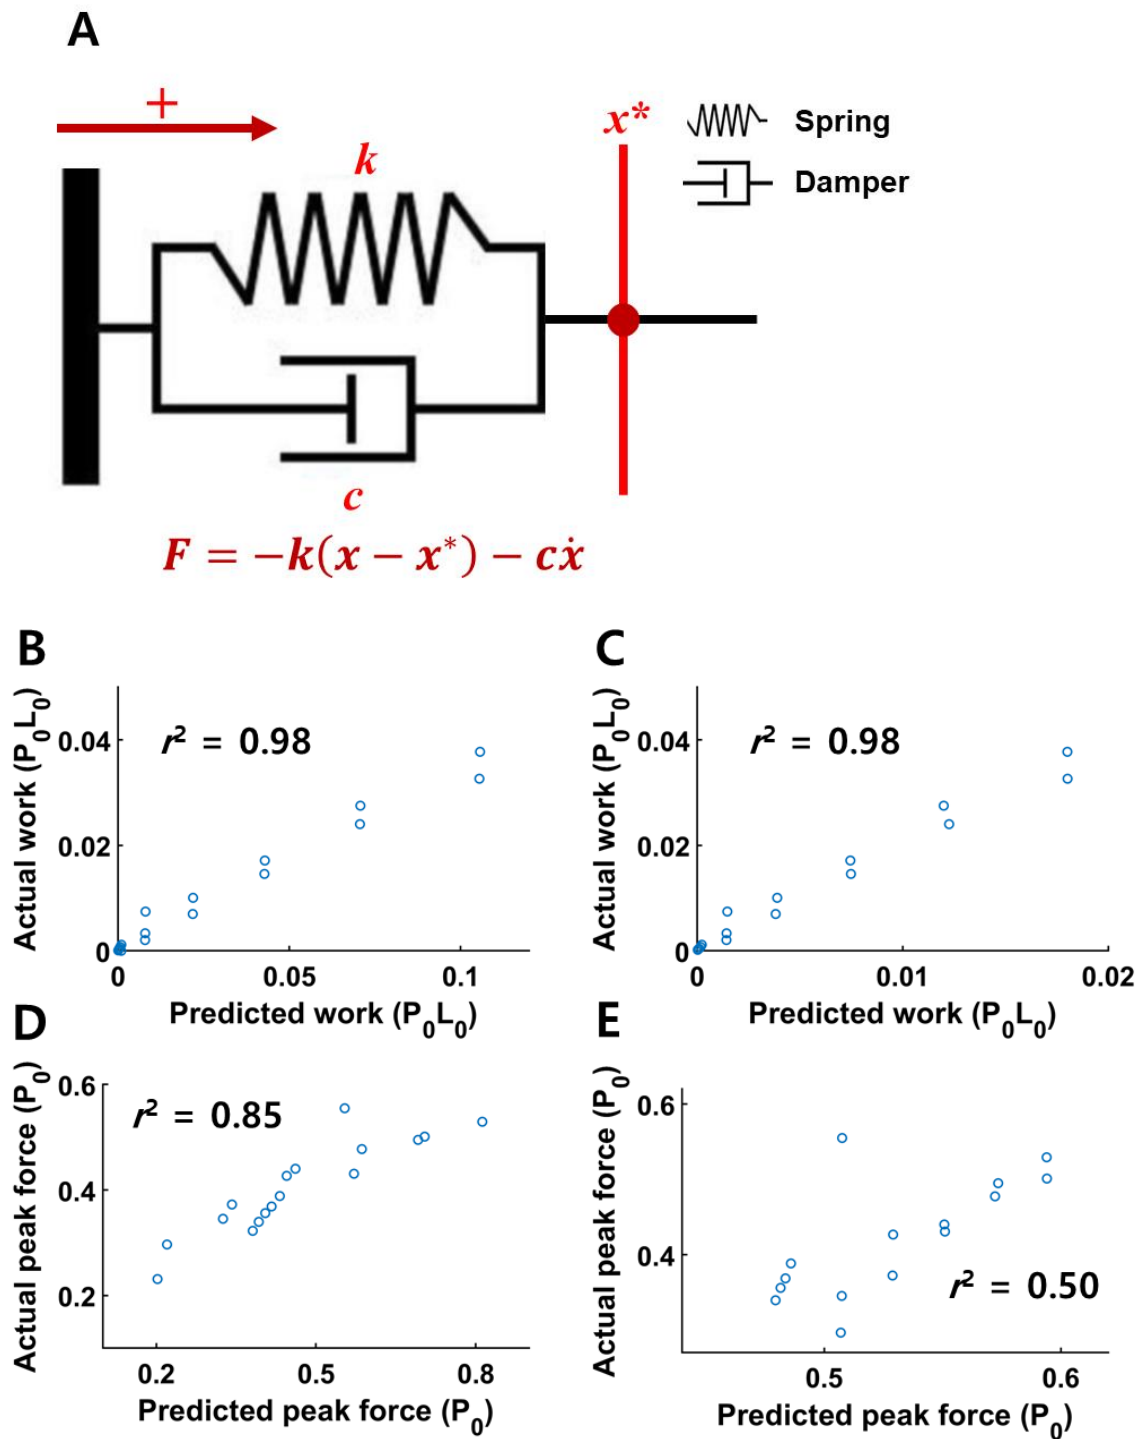 A
+
x*
Spring
k
Damper
c
F = −k(x − x*) − cẋ
B
Actual work (P₀L₀)
0.04
0.02
0
r² = 0.98
0
0.05
0.1
Predicted work (P₀L₀)
C
Actual work (P₀L₀)
0.04
0.02
0
r² = 0.98
0
0.01
0.02
Predicted work (P₀L₀)
D
Actual peak force (P₀)
0.6
0.4
0.2
r² = 0.85
0.2
0.5
0.8
Predicted peak force (P₀)
E
Actual peak force (P₀)
0.6
0.4
r² = 0.50
0.5
0.6
Predicted peak force (P₀)